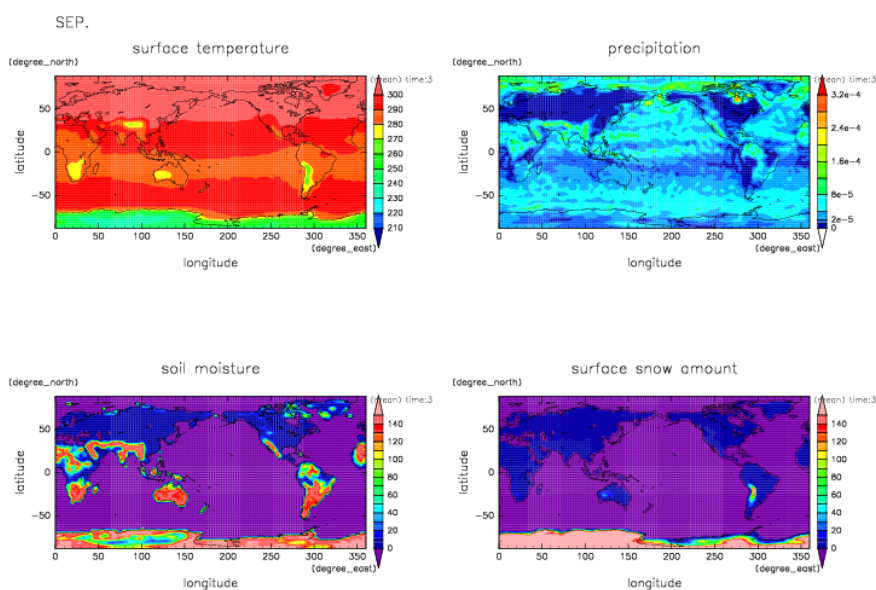 SEP.
surface temperature
(degree_north)
(mean) time:3
latitude
50
0
−50
300
290
280
270
260
250
240
230
220
210
0 50 100 150 200 250 300 350
(degree_east)
longitude
precipitation
(degree_north)
(mean) time:3
latitude
50
0
−50
3.2e−4
2.4e−4
1.6e−4
8e−5
2e−5
0
0 50 100 150 200 250 300 350
(degree_east)
longitude
soil moisture
(degree_north)
(mean) time:3
latitude
50
0
−50
140
120
100
80
60
40
20
0
0 50 100 150 200 250 300 350
(degree_east)
longitude
surface snow amount
(degree_north)
(mean) time:3
latitude
50
0
−50
140
120
100
80
60
40
20
0
0 50 100 150 200 250 300 350
(degree_east)
longitude